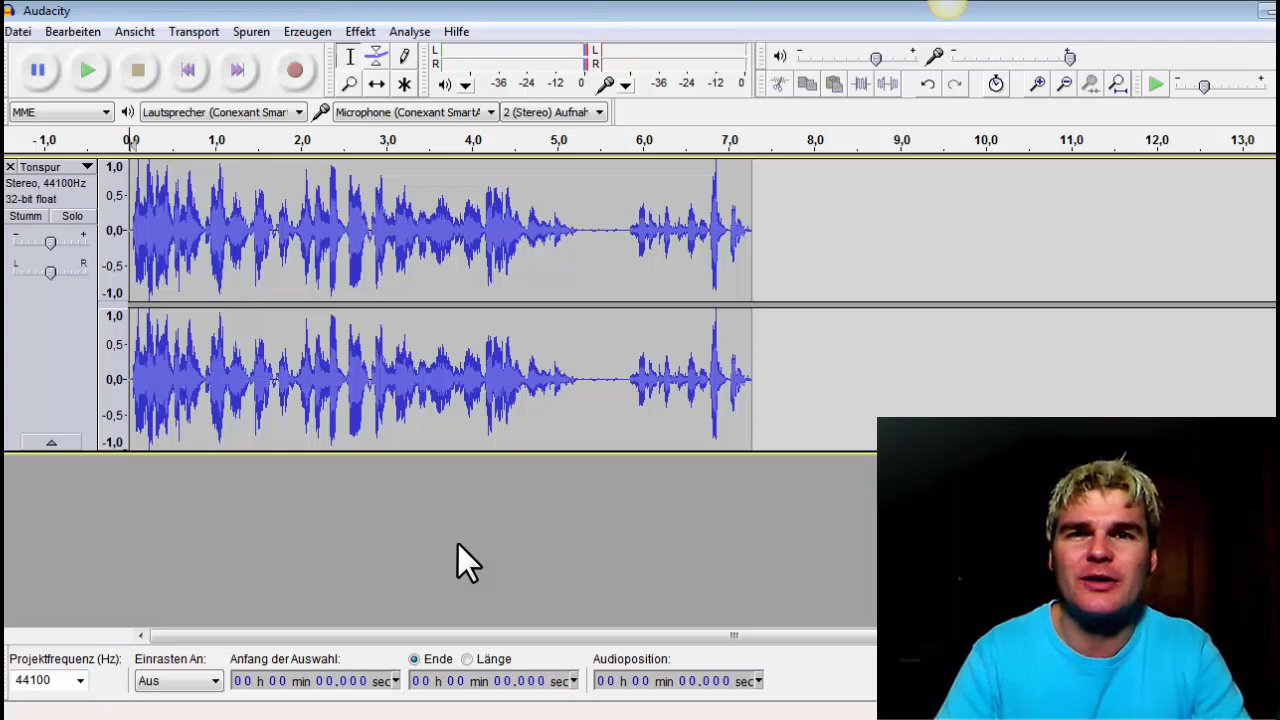 Audacity
Datei Bearbeiten Ansicht Transport Spuren Erzeugen Effekt Analyse Hilfe
L L
R R
-36 -24 -12 0 -36 -24 -12 0
MME Lautsprecher (Conexant Smar Microphone (Conexant SmartA 2 (Stereo) Aufnah
- 1,0 0,0 1,0 2,0 3,0 4,0 5,0 6,0 7,0 8,0 9,0 10,0 11,0 12,0 13,0
Tonspur 1,0
Stereo, 44100Hz
32-bit float 0,5
Stumm Solo
- + 0,0
L R -0,5
-1,0
1,0
0,5
0,0
-0,5
-1,0
Projektfrequenz (Hz): Einrasten An: Anfang der Auswahl: Ende Länge Audioposition:
44100 Aus 00 h 00 min 00.000 sec 00 h 00 min 00.000 sec 00 h 00 min 00.000 sec